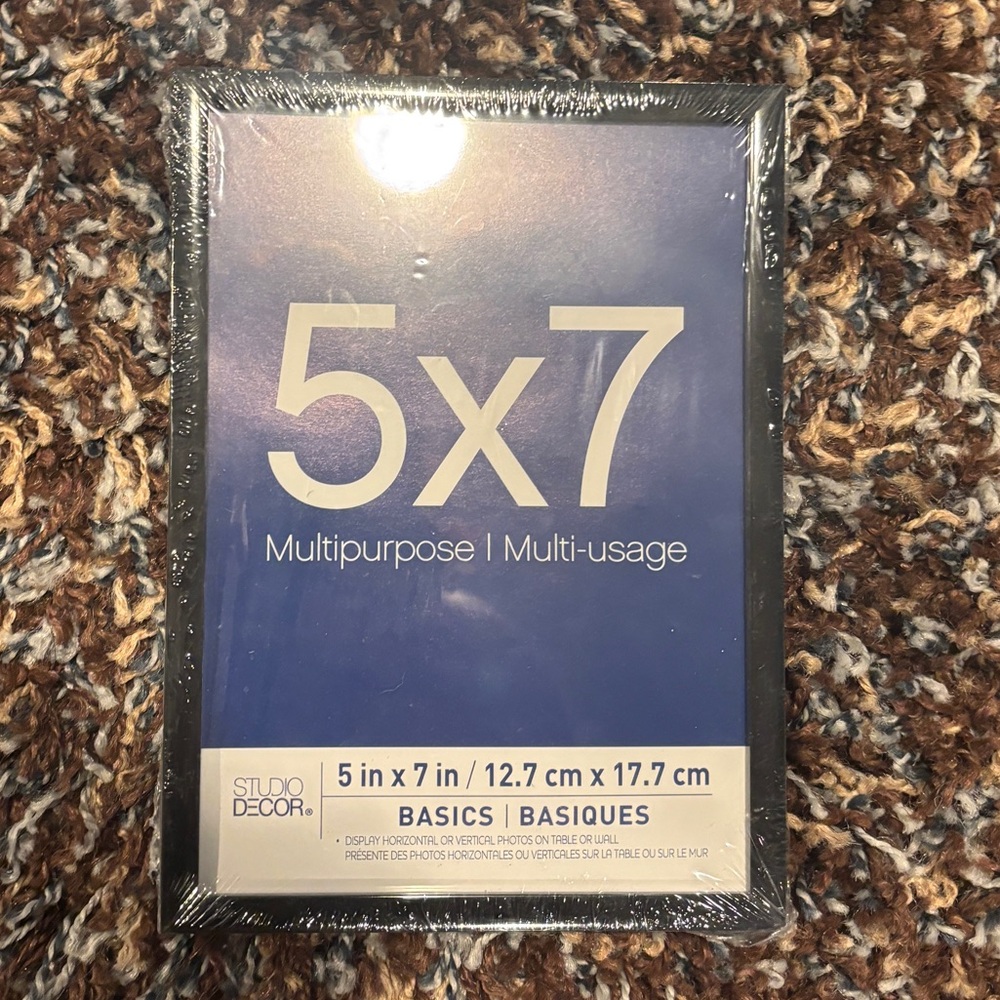 5x7
Multipurpose | Multi-usage
STUDIO
DECOR®
5 in x 7 in / 12.7 cm x 17.7 cm
BASICS | BASIQUES
• DISPLAY HORIZONTAL OR VERTICAL PHOTOS ON TABLE OR WALL
PRÉSENTE DES PHOTOS HORIZONTALES OU VERTICALES SUR LA TABLE OU SUR LE MUR